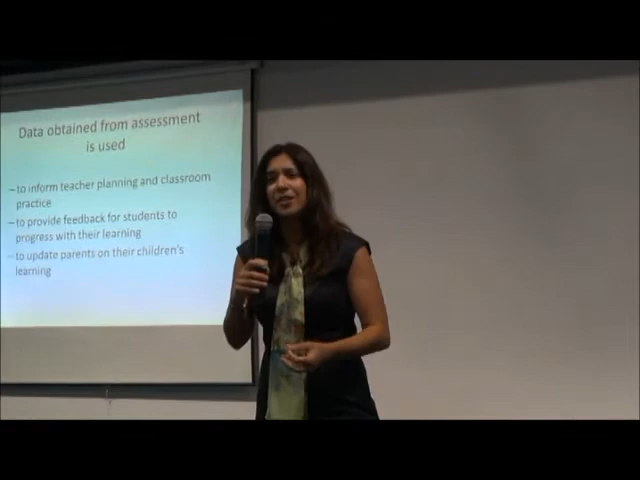 Data obtained from assessment
is used
– to inform teacher planning and classroom
practice
– to provide feedback for students to
progress with their learning
– to update parents on their children's
learning